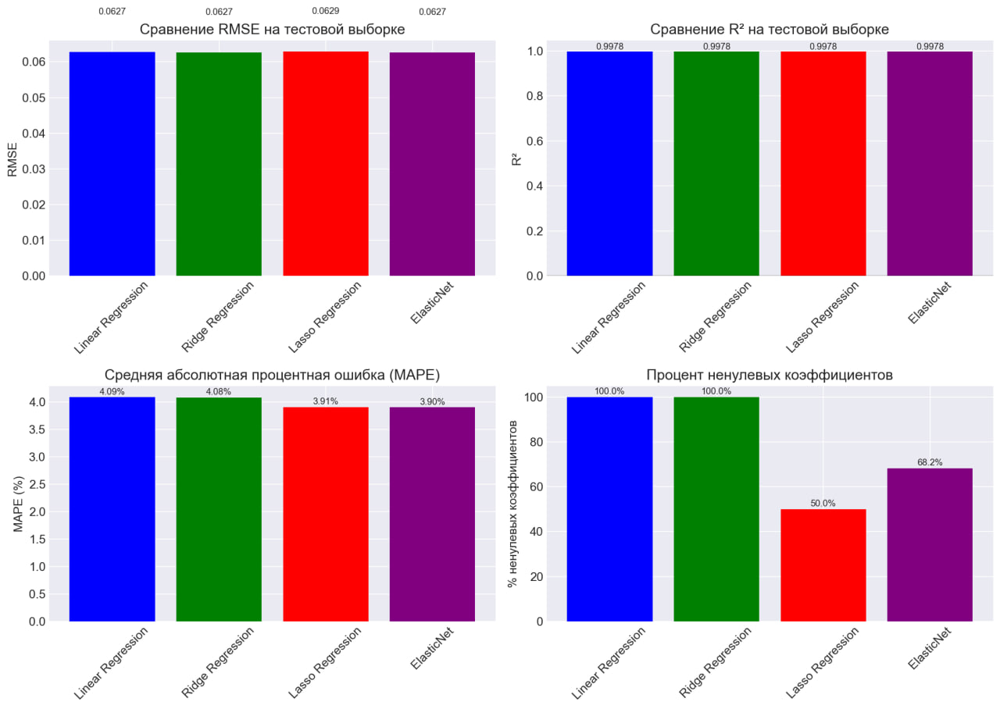 0.0627 0.0627 0.0629 0.0627
Сравнение RMSE на тестовой выборке
RMSE
0.06
0.05
0.04
0.03
0.02
0.01
0.00
Linear Regression
Ridge Regression
Lasso Regression
ElasticNet
Сравнение R² на тестовой выборке
0.9978 0.9978 0.9978 0.9978
R²
1.0
0.8
0.6
0.4
0.2
0.0
Linear Regression
Ridge Regression
Lasso Regression
ElasticNet
Средняя абсолютная процентная ошибка (MAPE)
4.09% 4.08% 3.91% 3.90%
MAPE (%)
4.0
3.5
3.0
2.5
2.0
1.5
1.0
0.5
0.0
Linear Regression
Ridge Regression
Lasso Regression
ElasticNet
Процент ненулевых коэффициентов
100.0% 100.0% 50.0% 68.2%
% ненулевых коэффициентов
100
80
60
40
20
0
Linear Regression
Ridge Regression
Lasso Regression
ElasticNet